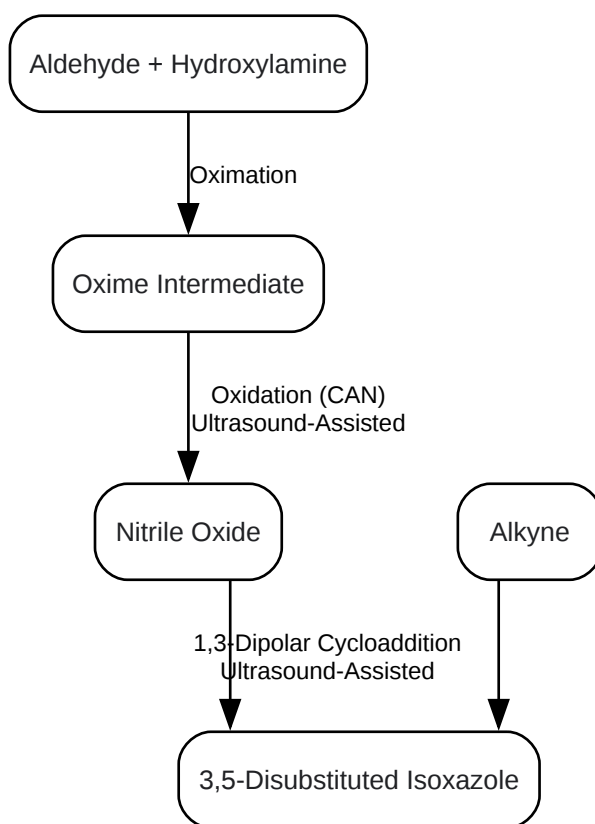 Aldehyde + Hydroxylamine
Oximation
Oxime Intermediate
Oxidation (CAN)
Ultrasound-Assisted
Nitrile Oxide
Alkyne
1,3-Dipolar Cycloaddition
Ultrasound-Assisted
3,5-Disubstituted Isoxazole